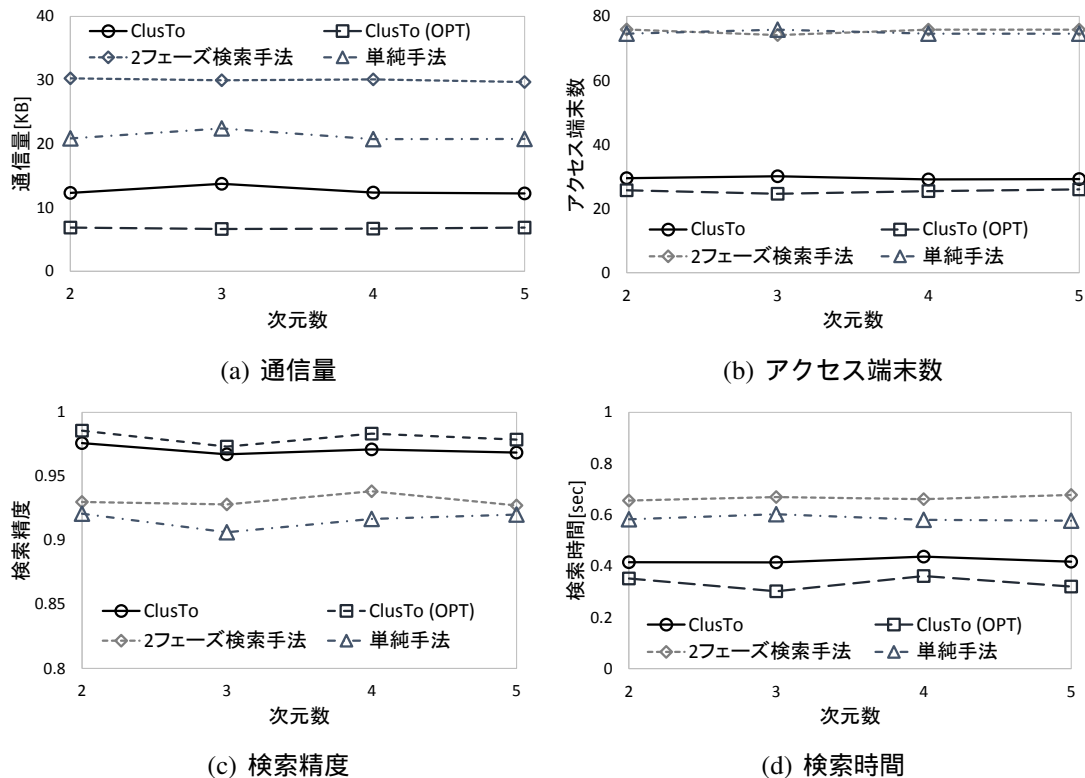 40
30
20
10
0
通信量[KB]
ClusTo
ClusTo (OPT)
2フェーズ検索手法
単純手法
2 3 4 5
次元数
(a) 通信量
80
60
40
20
0
アクセス端末数
ClusTo
ClusTo (OPT)
2フェーズ検索手法
単純手法
2 3 4 5
次元数
(b) アクセス端末数
1
0.95
0.9
0.85
0.8
検索精度
ClusTo
ClusTo (OPT)
2フェーズ検索手法
単純手法
2 3 4 5
次元数
(c) 検索精度
1
0.8
0.6
0.4
0.2
0
検索時間[sec]
ClusTo
ClusTo (OPT)
2フェーズ検索手法
単純手法
2 3 4 5
次元数
(d) 検索時間